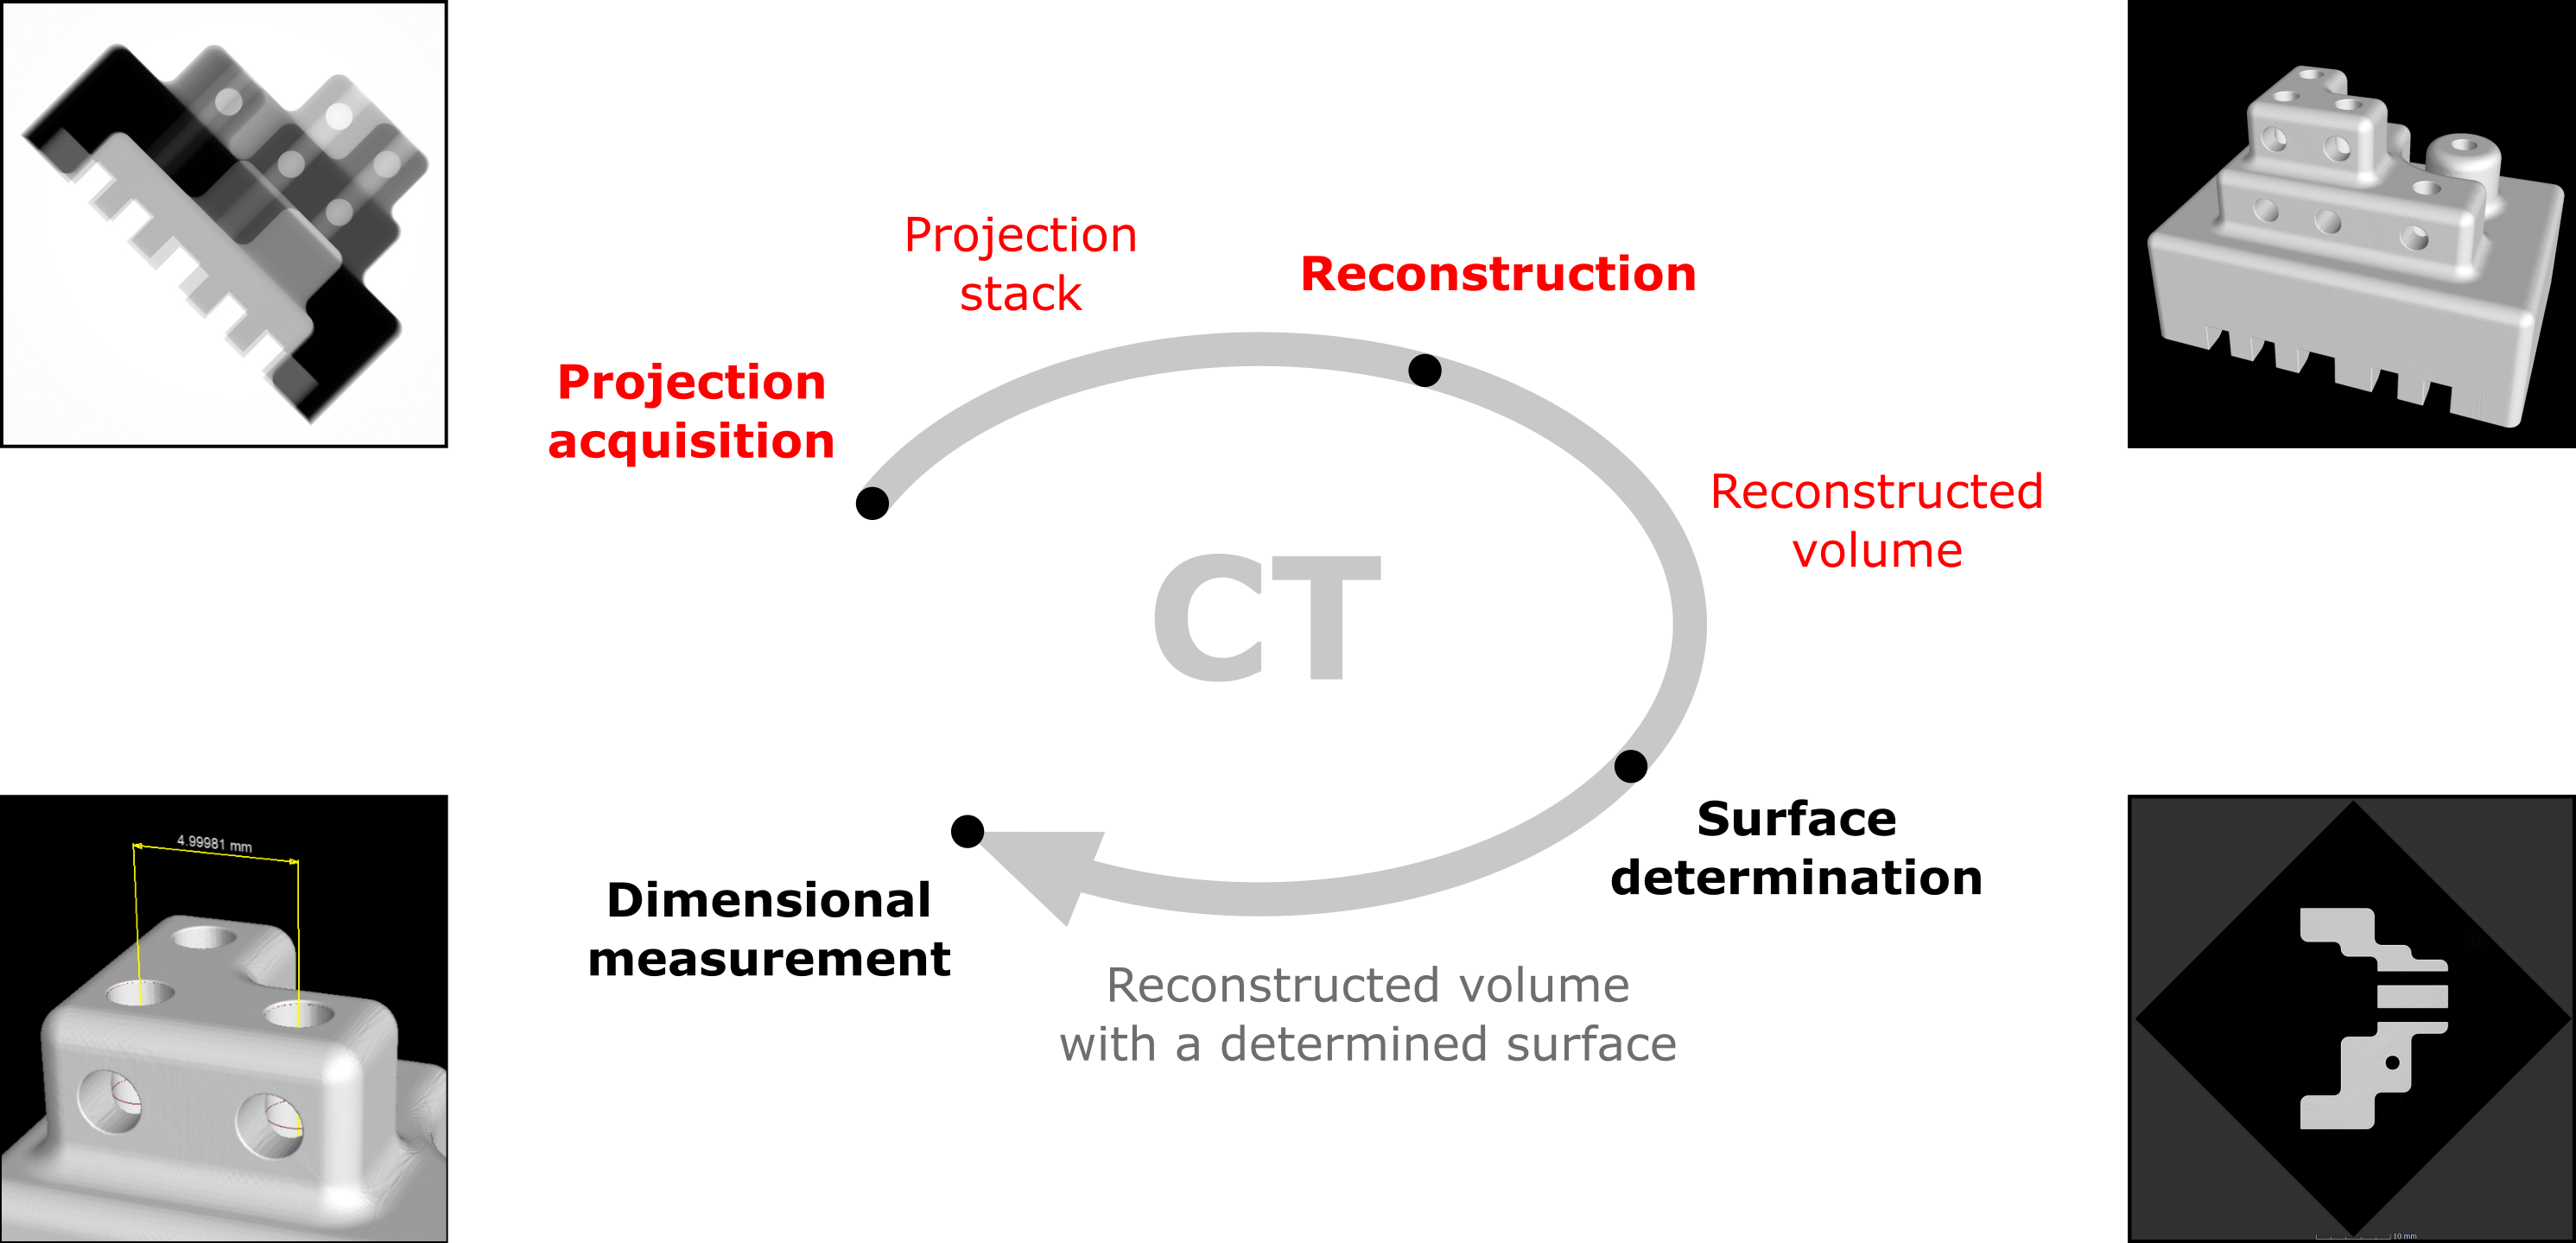 Projection
stack
Reconstruction
Projection
acquisition
Reconstructed
volume
CT
Surface
determination
4.99981 mm
Dimensional
measurement
Reconstructed volume
with a determined surface
10 mm